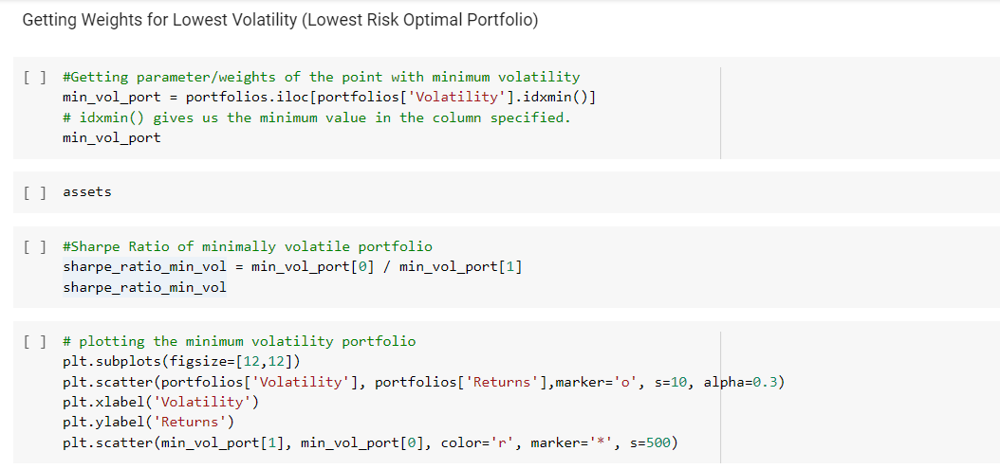 Getting Weights for Lowest Volatility (Lowest Risk Optimal Portfolio)
[ ] #Getting parameter/weights of the point with minimum volatility
min_vol_port = portfolios.iloc[portfolios['Volatility'].idxmin()]
# idxmin() gives us the minimum value in the column specified.
min_vol_port
[ ] assets
[ ] #Sharpe Ratio of minimally volatile portfolio
sharpe_ratio_min_vol = min_vol_port[0] / min_vol_port[1]
sharpe_ratio_min_vol
[ ] # plotting the minimum volatility portfolio
plt.subplots(figsize=[12,12])
plt.scatter(portfolios['Volatility'], portfolios['Returns'],marker='o', s=10, alpha=0.3)
plt.xlabel('Volatility')
plt.ylabel('Returns')
plt.scatter(min_vol_port[1], min_vol_port[0], color='r', marker='*', s=500)